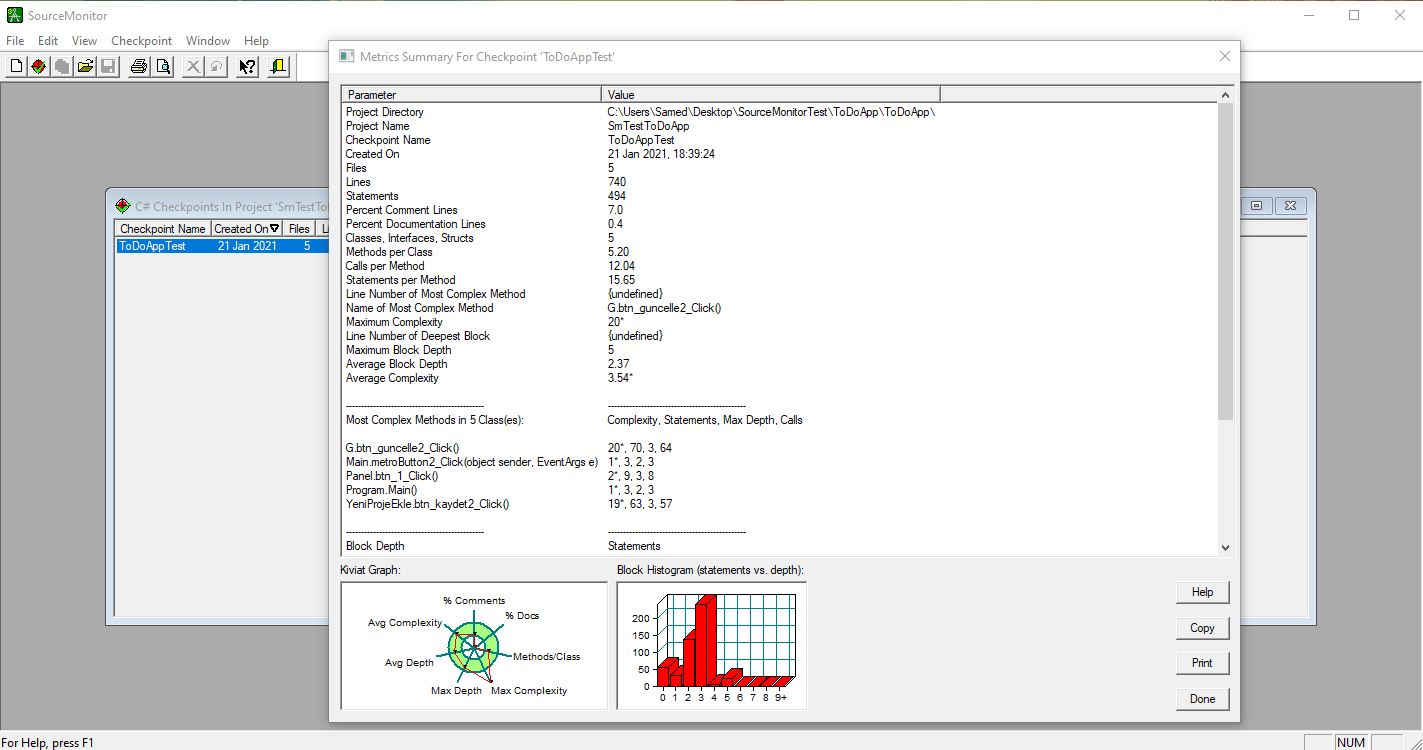 SourceMonitor
File Edit View Checkpoint Window Help
Metrics Summary For Checkpoint 'ToDoAppTest'
Parameter Value
Project Directory C:\Users\Samed\Desktop\SourceMonitorTest\ToDoApp\ToDoApp\
Project Name SmTestToDoApp
Checkpoint Name ToDoAppTest
Created On 21 Jan 2021, 18:39:24
Files 5
Lines 740
Statements 494
Percent Comment Lines 7.0
Percent Documentation Lines 0.4
Classes, Interfaces, Structs 5
Methods per Class 5.20
Calls per Method 12.04
Statements per Method 15.65
Line Number of Most Complex Method {undefined}
Name of Most Complex Method G.btn_guncelle2_Click()
Maximum Complexity 20*
Line Number of Deepest Block {undefined}
Maximum Block Depth 5
Average Block Depth 2.37
Average Complexity 3.54*
---------------------------------------------- ----------------------------------------------
Most Complex Methods in 5 Class(es): Complexity, Statements, Max Depth, Calls
G.btn_guncelle2_Click() 20*, 70, 3, 64
Main.metroButton2_Click(object sender, EventArgs e) 1*, 3, 2, 3
Panel.btn_1_Click() 2*, 9, 3, 8
Program.Main() 1*, 3, 2, 3
YeniProjeEkle.btn_kaydet2_Click() 19*, 63, 3, 57
---------------------------------------------- ----------------------------------------------
Block Depth Statements
C# Checkpoints In Project 'SmTestTo
Checkpoint Name Created On Files Li
ToDoAppTest 21 Jan 2021 5
Kiviat Graph:
% Comments
% Docs
Avg Complexity
Methods/Class
Avg Depth
Max Depth Max Complexity
Block Histogram (statements vs. depth):
200
150
100
50
0
0 1 2 3 4 5 6 7 8 9+
Help
Copy
Print
Done
For Help, press F1
NUM